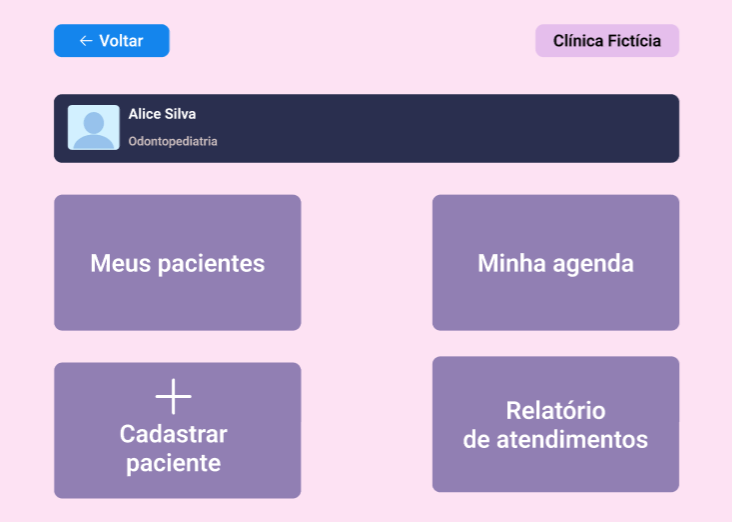 ← Voltar
Clínica Fictícia
Alice Silva
Odontopediatria
Meus pacientes
Minha agenda
Cadastrar
paciente
Relatório
de atendimentos